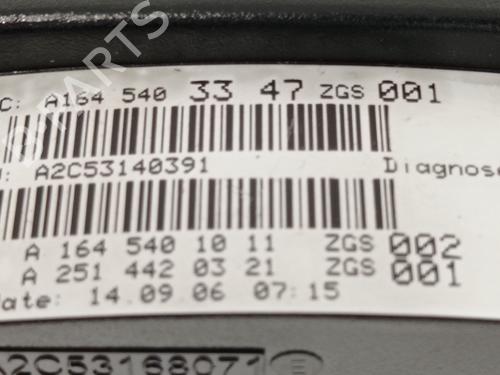 C: A164 540 33 47 ZGS 001
A2C53140391 Diagnose
A 164 540 10 11 ZGS 002
A 251 442 03 21 ZGS 001
ate: 14.09.06 07:15
A2C53168071